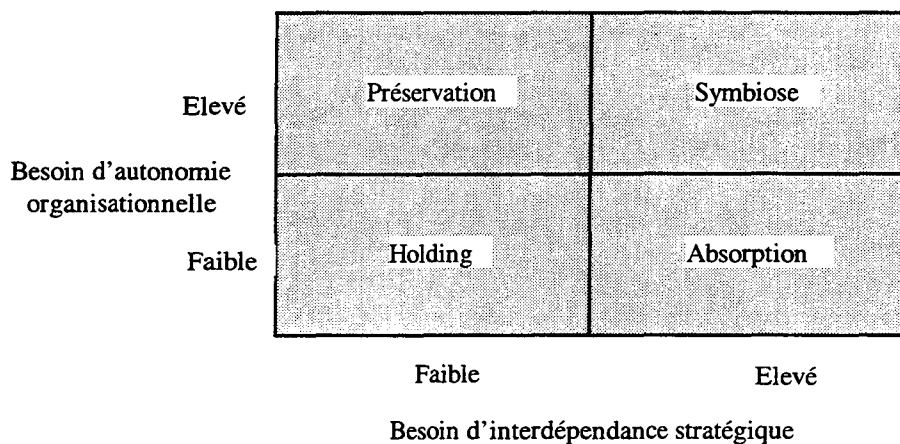 Préservation
Symbiose
Elevé
Besoin d'autonomie
organisationnelle
Faible
Holding
Absorption
Faible
Elevé
Besoin d'interdépendance stratégique